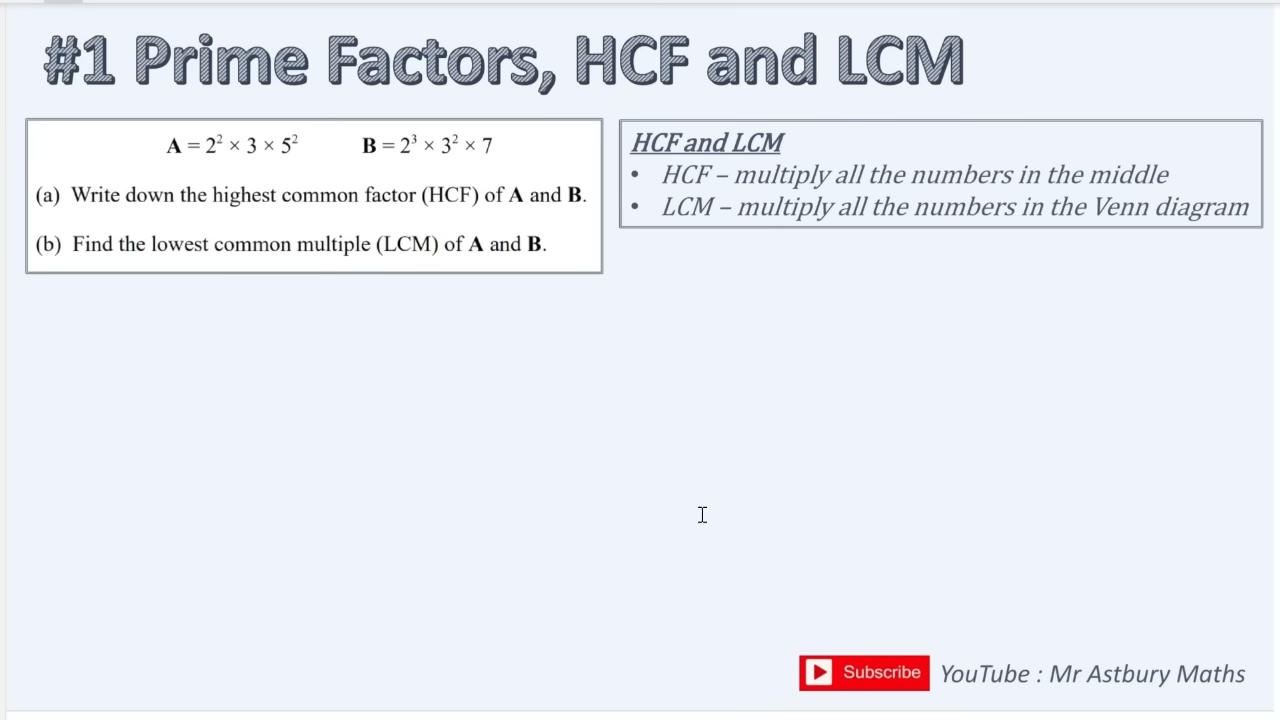 #1 Prime Factors, HCF and LCM
A = 2² × 3 × 5² B = 2³ × 3² × 7
(a) Write down the highest common factor (HCF) of A and B.
(b) Find the lowest common multiple (LCM) of A and B.
HCF and LCM
• HCF – multiply all the numbers in the middle
• LCM – multiply all the numbers in the Venn diagram
Subscribe YouTube : Mr Astbury Maths